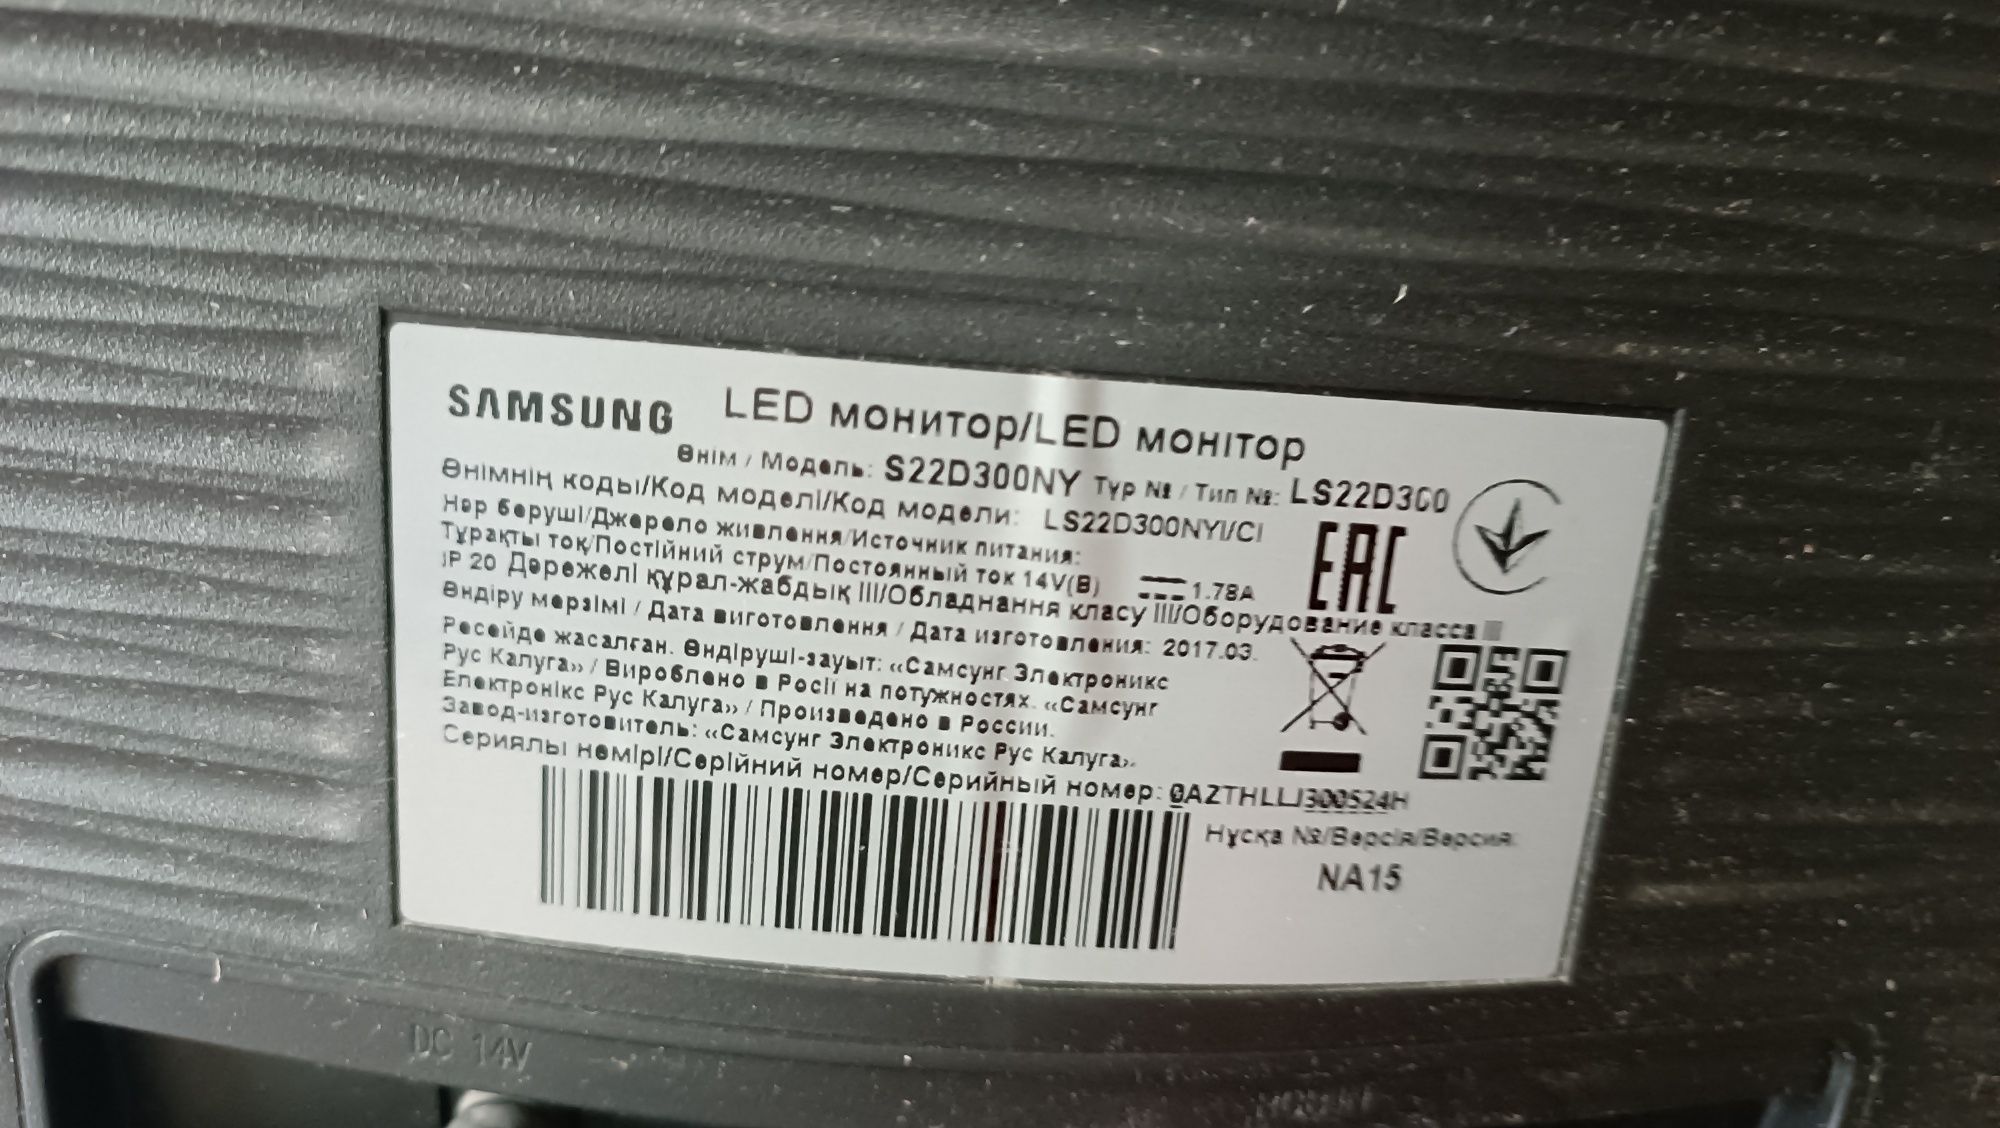 SAMSUNG LED монитор/LED монітор
Өнім / Модель: S22D300NY Түр № / Тип №: LS22D300
Өнімнің коды/Код моделі/Код модели: LS22D300NYI/CI
Нәр беруші/Джерело живлення/Источник питания:
Тұрақты ток/Постійний струм/Постоянный ток 14V(В) 1.78A
IP 20 Дәрежелі құрал-жабдық III/Обладнання класу III/Оборудование класса III
EAC
Өндіру мерзімі / Дата виготовлення / Дата изготовления: 2017.03.
Ресейде жасалған. Өндіруші-зауыт: «Самсунг Электроникс
Рус Калуга» / Вироблено в Росії на потужностях. «Самсунг
Електронікс Рус Калуга» / Произведено в России.
Завод-изготовитель: «Самсунг Электроникс Рус Калуга».
Сериялы нөмірі/Серійний номер/Серийный номер: 0AZTHLLJ300524H
Нұсқа №/Версія/Версия:
NA15
DC 14V